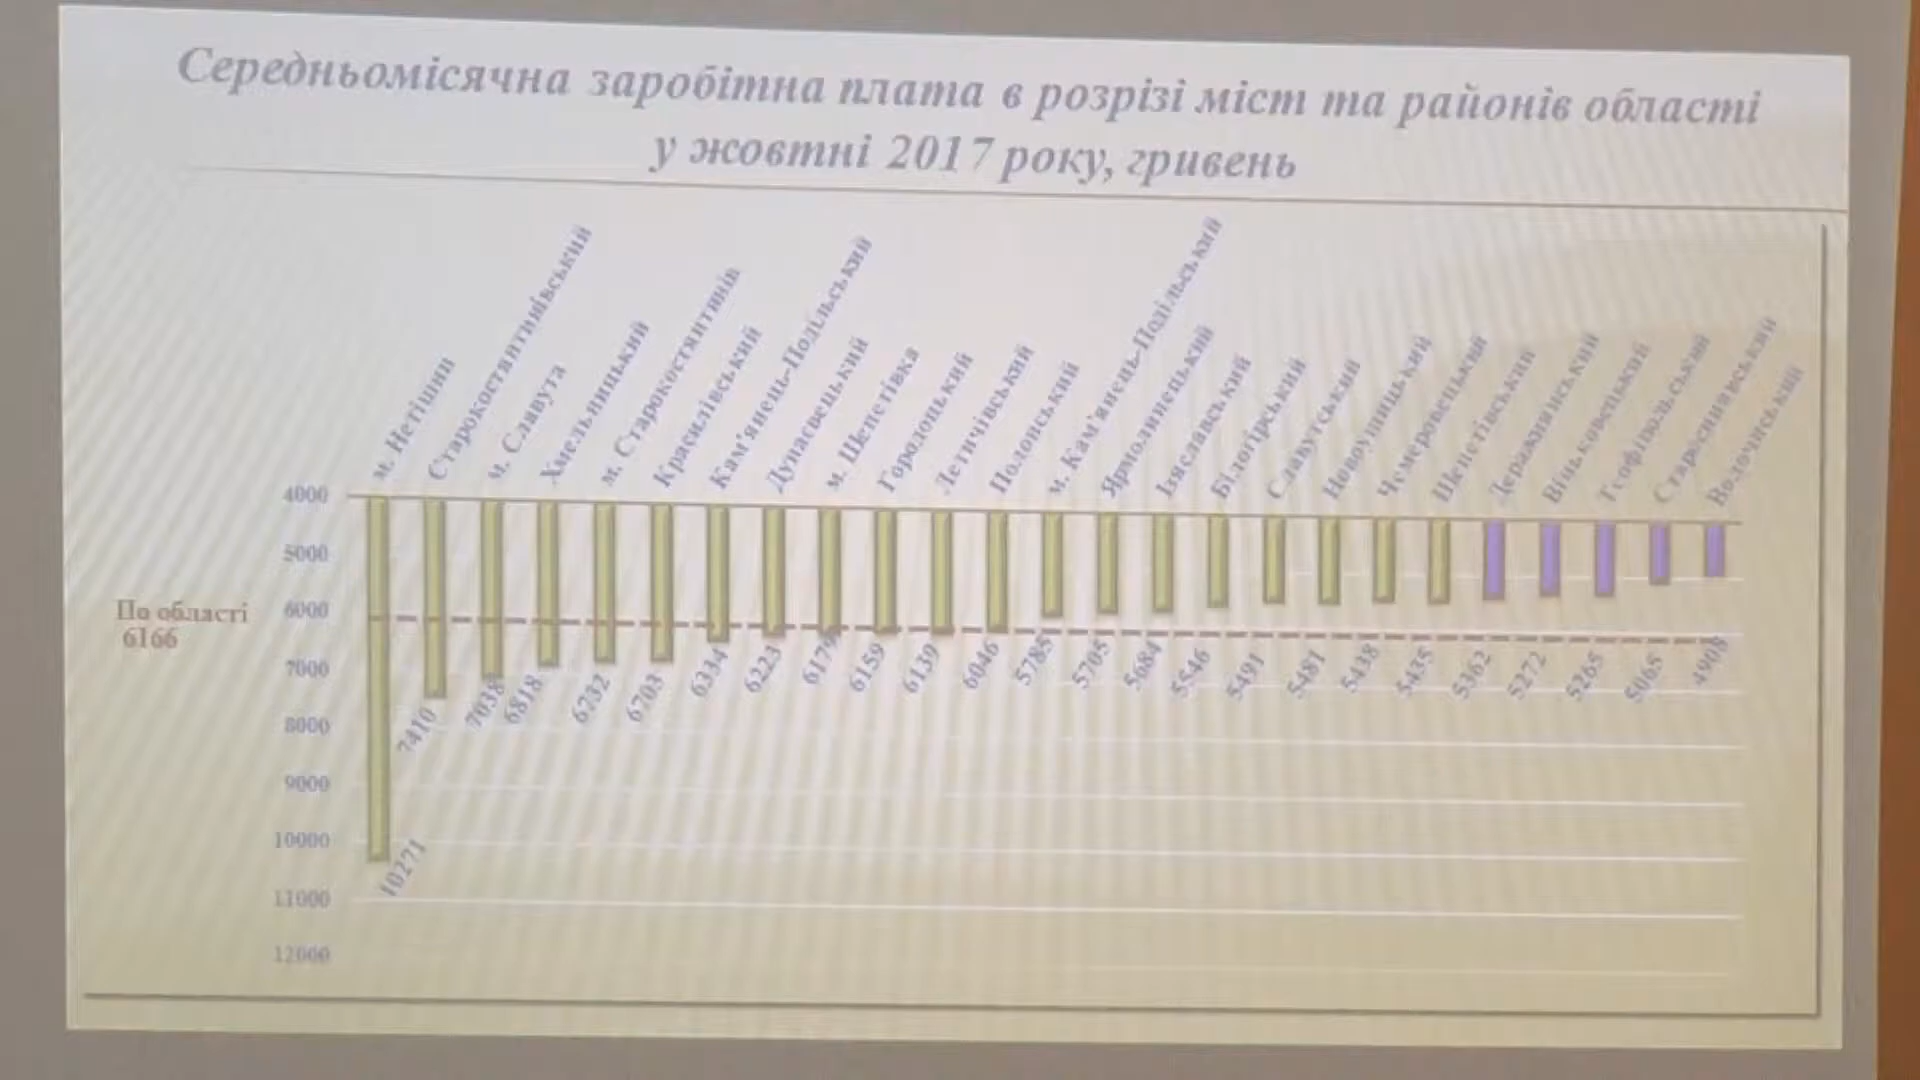 Середньомісячна заробітна плата в розрізі міст та районів області
у жовтні 2017 року, гривень
м. Нетішин
Старокостянтинівський
м. Славута
Хмельницький
м. Старокостянтинів
Красилівський
Кам'янець-Подільський
Дунаєвецький
м. Шепетівка
Городоцький
Летичівський
Полонський
м. Кам'янець-Подільський
Ярмолинецький
Ізяславський
Білогірський
Славутський
Новоушицький
Чемеровецький
Шепетівський
Деражнянський
Віньковецький
Теофіпольський
Старосинявський
Волочиський
4000
5000
6000
7000
8000
9000
10000
11000
12000
По області
6166
10271
7410
7038
6818
6732
6703
6334
6223
6179
6159
6139
6046
5785
5705
5684
5546
5491
5481
5438
5435
5362
5272
5265
5065
4908